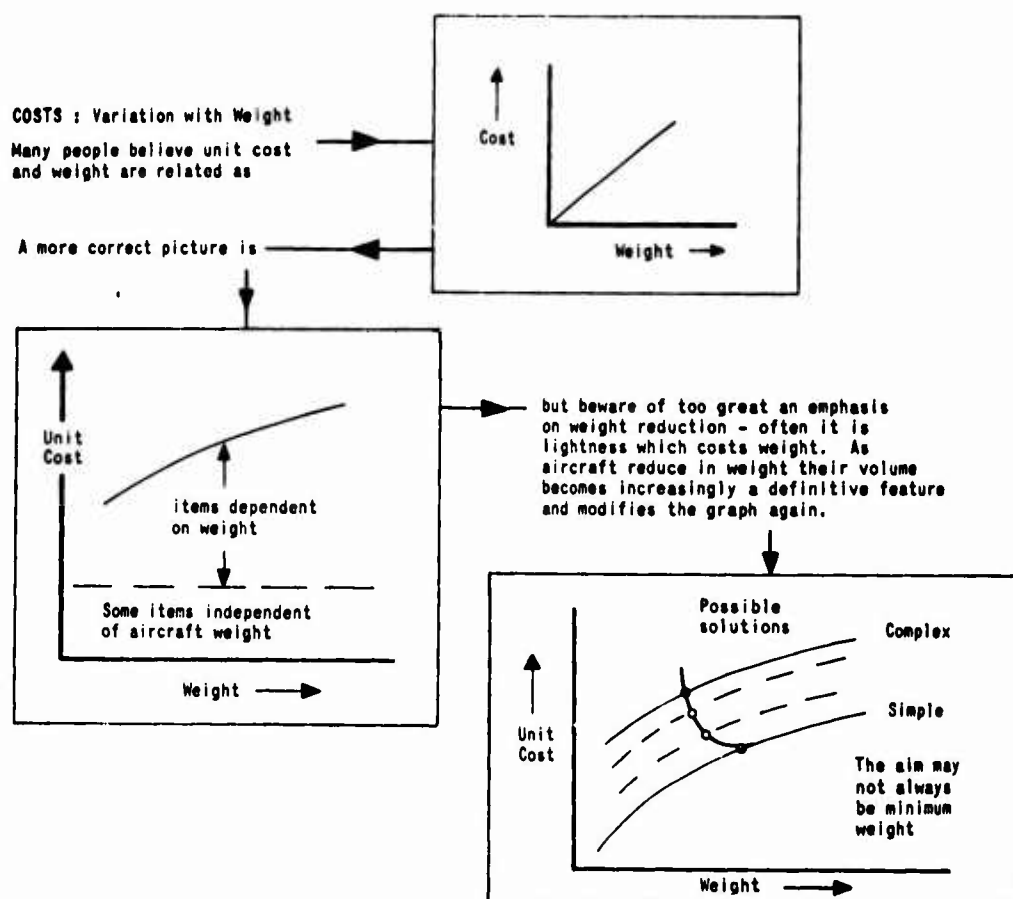 COSTS : Variation with Weight
Many people believe unit cost
and weight are related as
Cost
Weight
A more correct picture is
Unit
Cost
items dependent
on weight
Some items independent
of aircraft weight
Weight
but beware of too great an emphasis
on weight reduction - often it is
lightness which costs weight. As
aircraft reduce in weight their volume
becomes increasingly a definitive feature
and modifies the graph again.
Possible
solutions
Complex
Simple
Unit
Cost
The aim may
not always
be minimum
weight
Weight